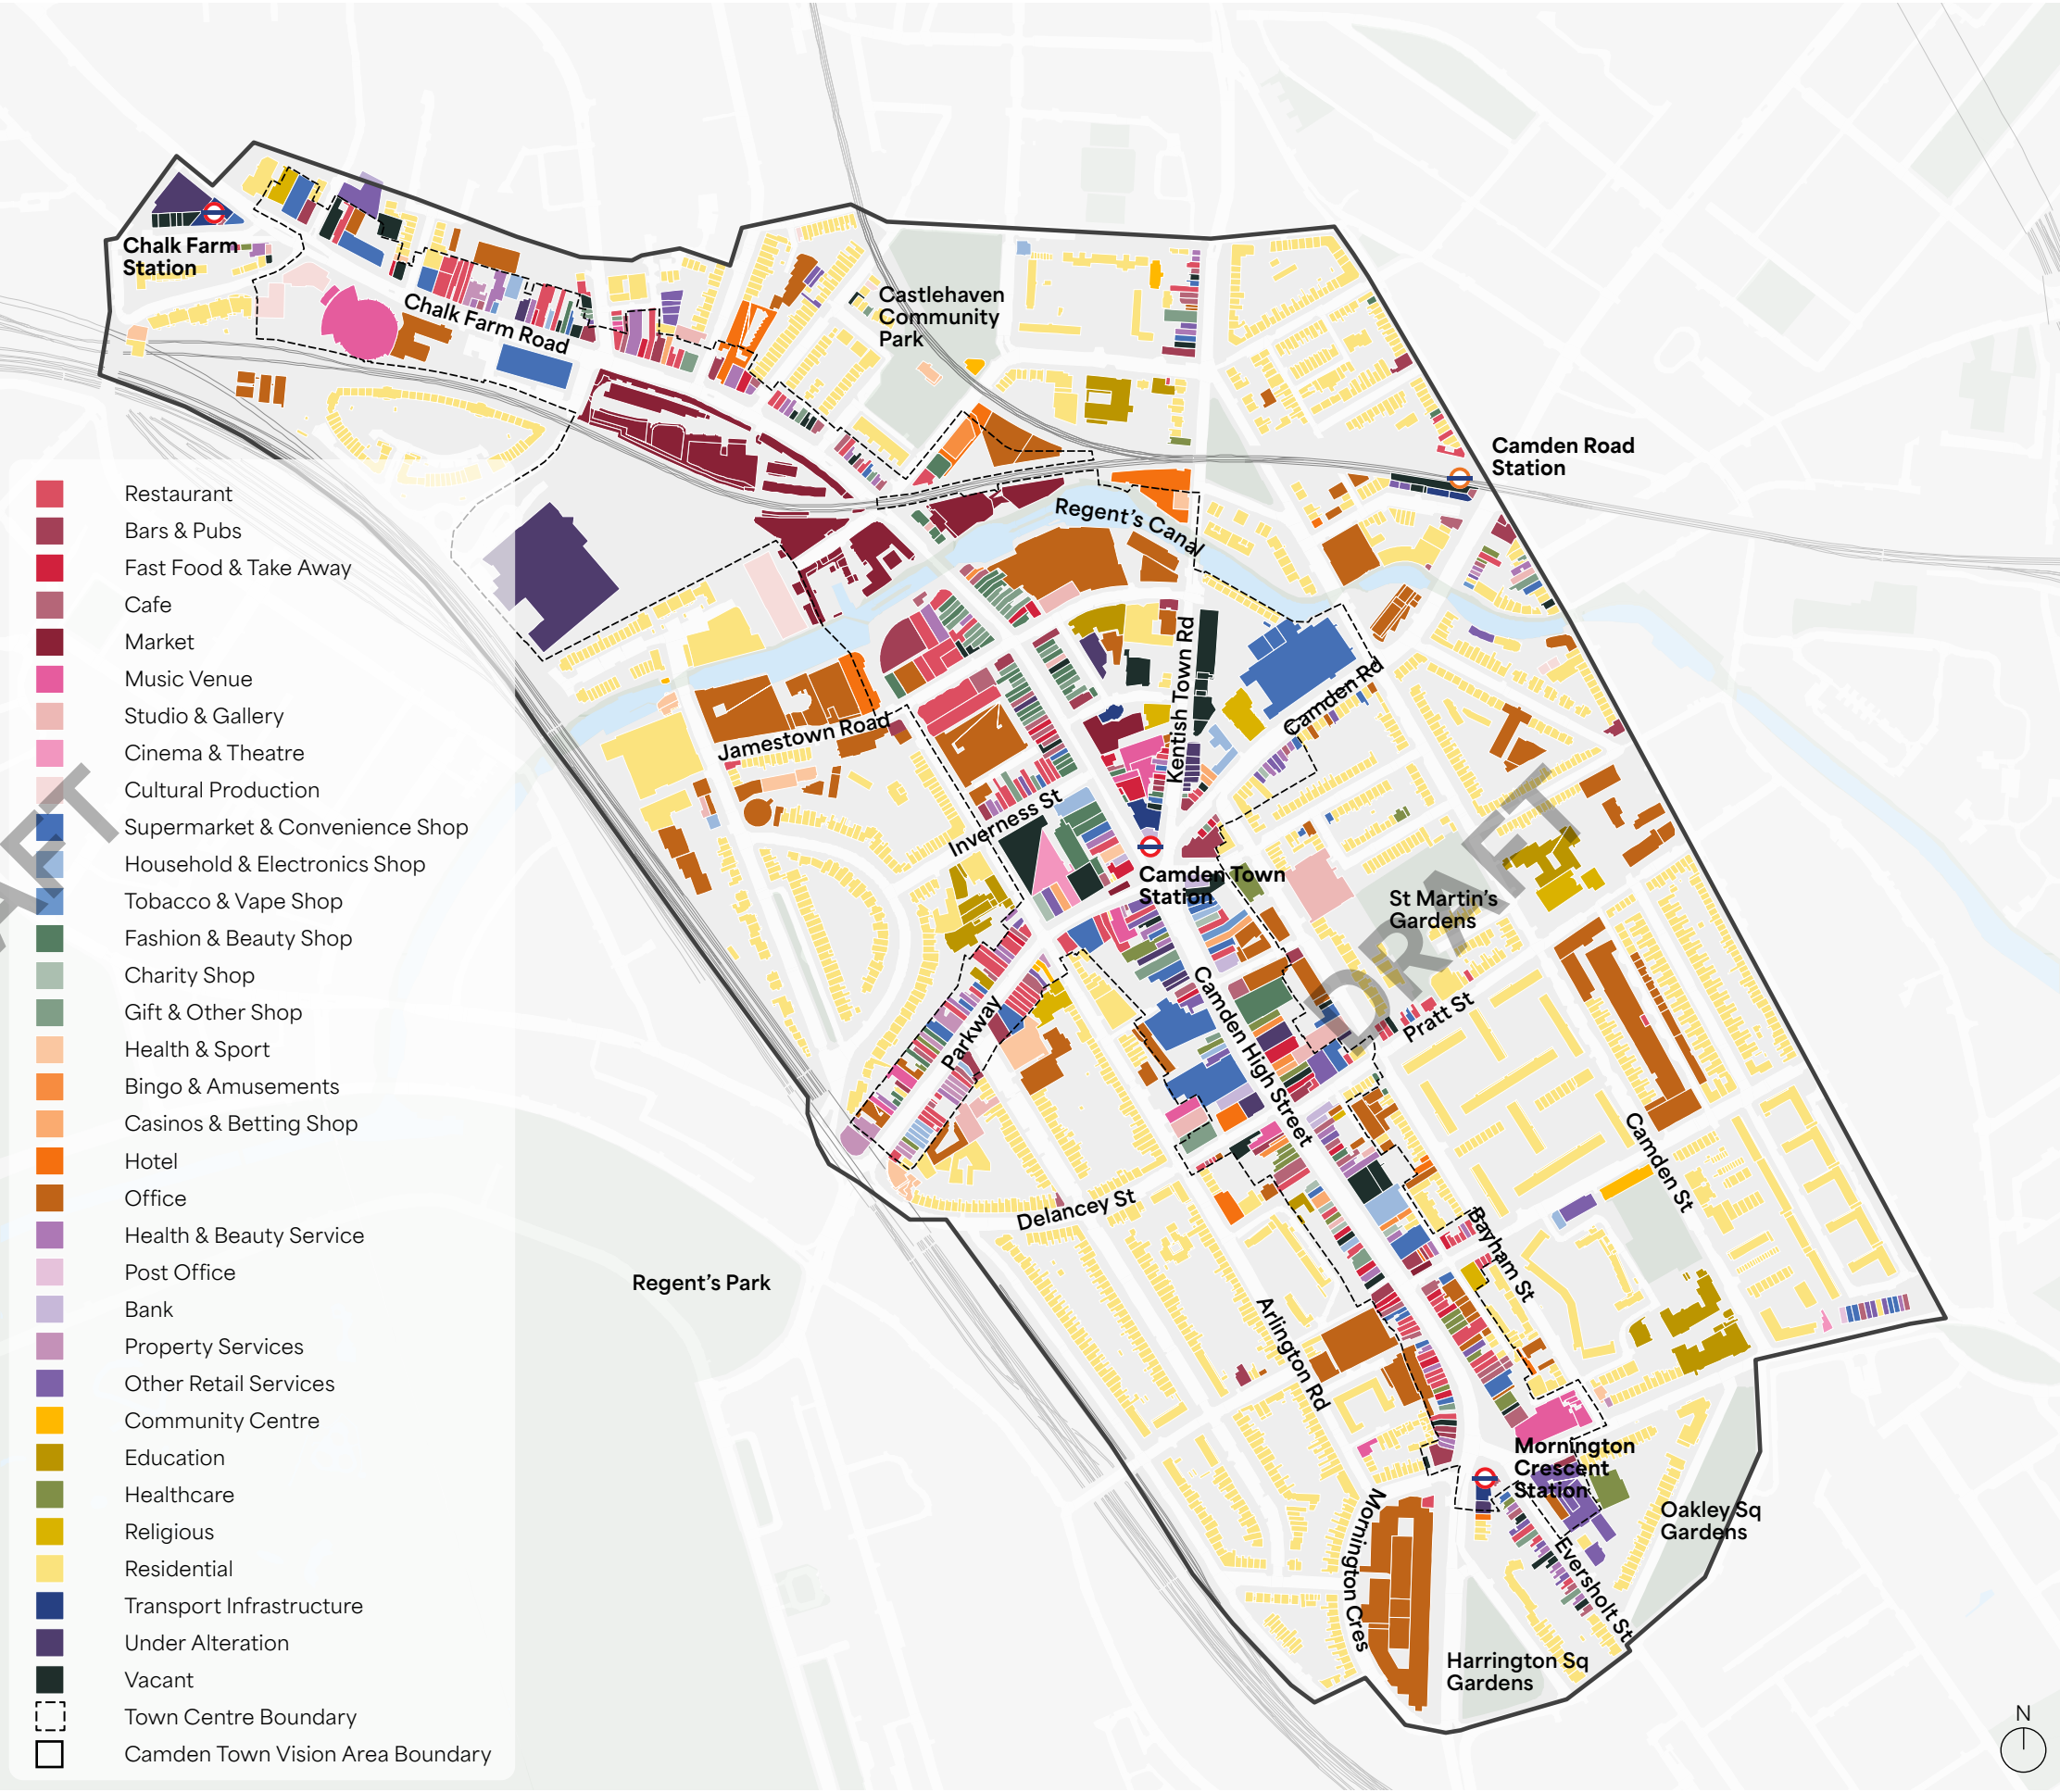 Chalk Farm
Station
Chalk Farm Road
Castlehaven
Community
Park
Camden Road
Station
Regent's Canal
Kentish Town Rd
Camden Rd
Jamestown Road
Inverness St
Camden Town
Station
St Martin's
Gardens
Parkway
Camden High Street
Pratt St
Camden St
Delancey St
Bayham St
Regent's Park
Arlington Rd
Mornington
Crescent
Station
Oakley Sq
Gardens
Mornington Cres
Eversholt St
Harrington Sq
Gardens
DRAFT
AFT
Restaurant
Bars & Pubs
Fast Food & Take Away
Cafe
Market
Music Venue
Studio & Gallery
Cinema & Theatre
Cultural Production
Supermarket & Convenience Shop
Household & Electronics Shop
Tobacco & Vape Shop
Fashion & Beauty Shop
Charity Shop
Gift & Other Shop
Health & Sport
Bingo & Amusements
Casinos & Betting Shop
Hotel
Office
Health & Beauty Service
Post Office
Bank
Property Services
Other Retail Services
Community Centre
Education
Healthcare
Religious
Residential
Transport Infrastructure
Under Alteration
Vacant
Town Centre Boundary
Camden Town Vision Area Boundary
N